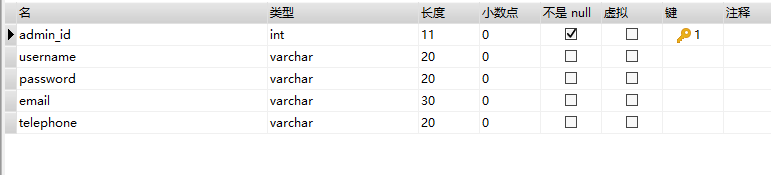 名 类型 长度 小数点 不是 null 虚拟 键 注释
admin_id int 11 0 1
username varchar 20 0
password varchar 20 0
email varchar 30 0
telephone varchar 20 0